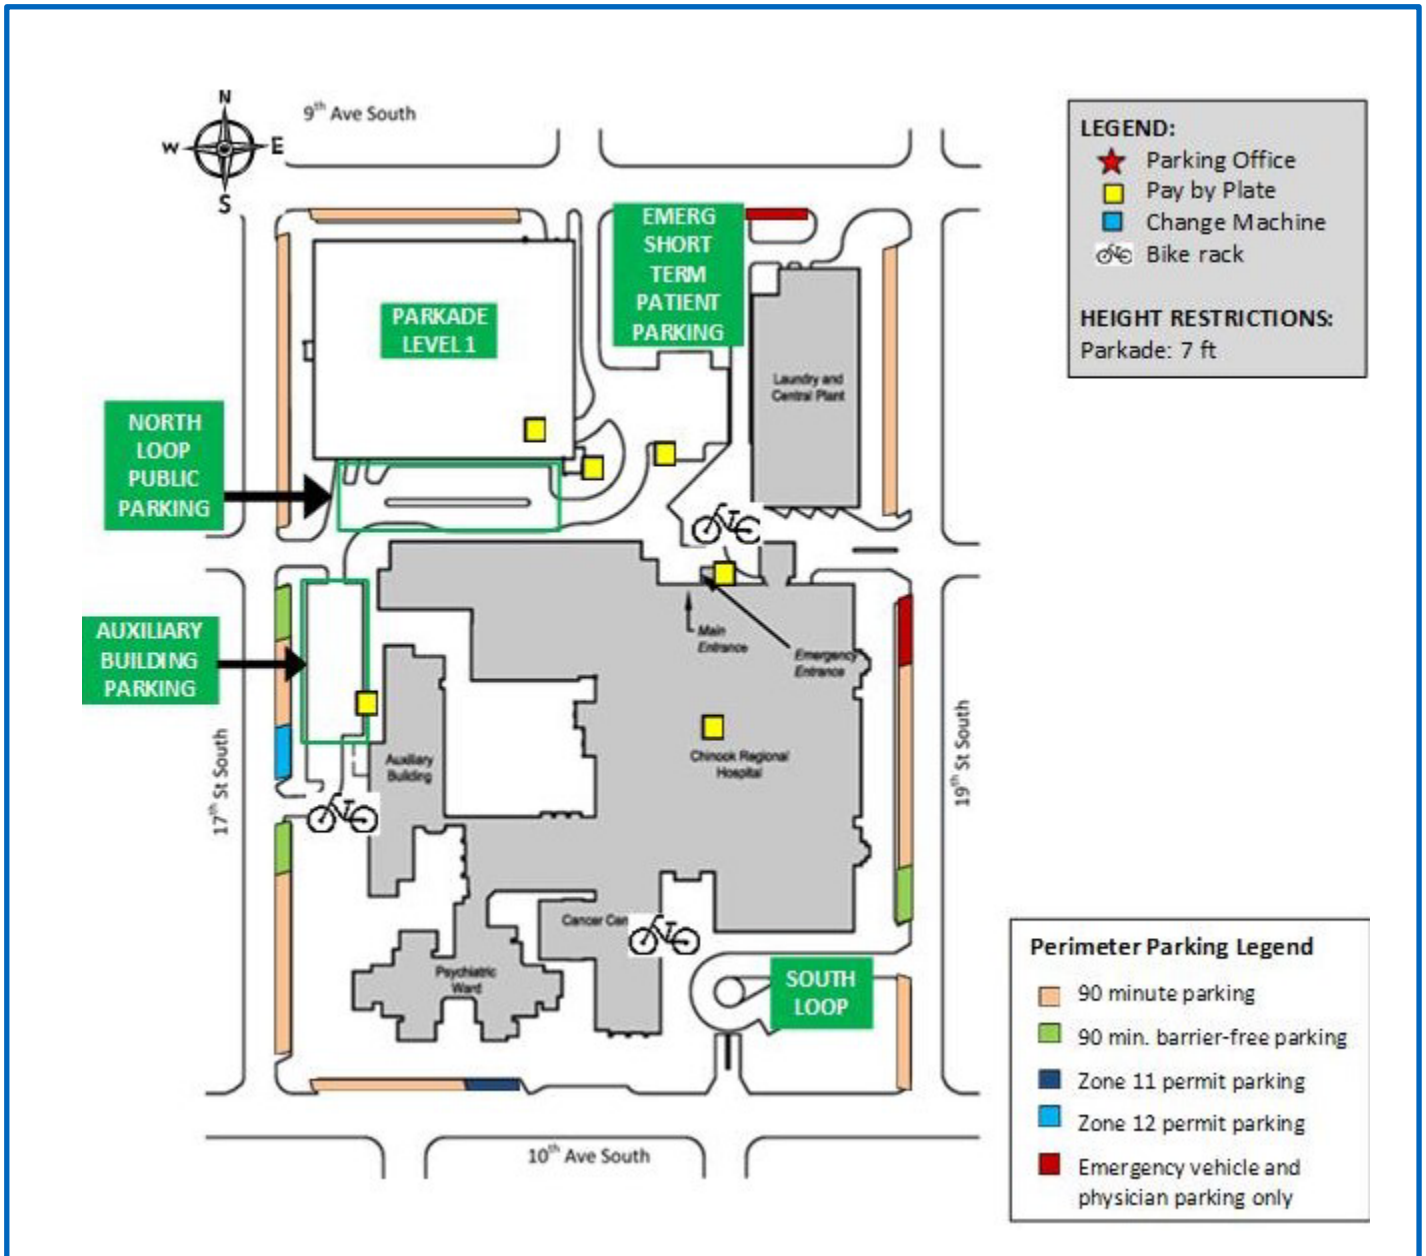 N
W
E
S
9th Ave South
LEGEND:
Parking Office
Pay by Plate
Change Machine
Bike rack
HEIGHT RESTRICTIONS:
Parkade: 7 ft
EMERG
SHORT
TERM
PATIENT
PARKING
PARKADE
LEVEL 1
Laundry and
Central Plant
NORTH
LOOP
PUBLIC
PARKING
AUXILIARY
BUILDING
PARKING
Main
Entrance
Emergency
Entrance
17th St South
19th St South
Auxiliary
Building
Chinook Regional
Hospital
Cancer Cen
Psychiatric
Ward
SOUTH
LOOP
10th Ave South
Perimeter Parking Legend
90 minute parking
90 min. barrier-free parking
Zone 11 permit parking
Zone 12 permit parking
Emergency vehicle and
physician parking only